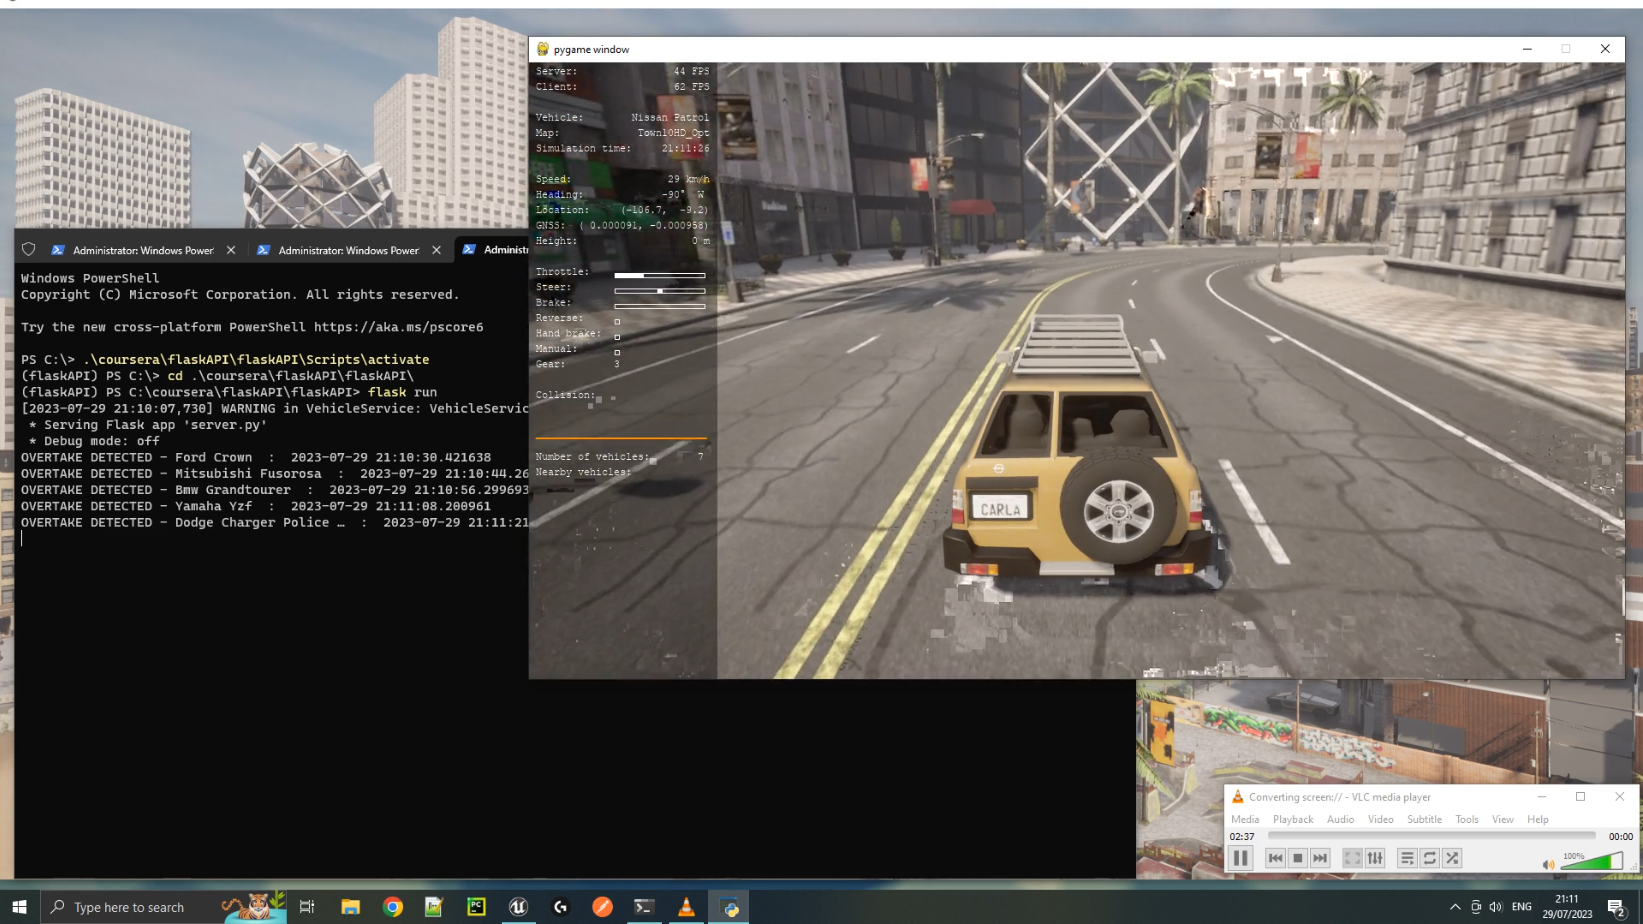 pygame window
Server: 44 FPS
Client: 62 FPS
Vehicle: Nissan Patrol
Map: Town10HD_Opt
Simulation time: 21:11:26
Speed: 29 km/h
Heading: -90° W
Location: (-106.7, -9.2)
GNSS: ( 0.000091, -0.000958)
Height: 0 m
Throttle:
Steer:
Brake:
Reverse:
Hand brake:
Manual:
Gear: 3
Collision:
Number of vehicles: 7
Nearby vehicles:
CARLA
Administrator: Windows Power
Administrator: Windows Power
Administr
Windows PowerShell
Copyright (C) Microsoft Corporation. All rights reserved.
Try the new cross-platform PowerShell https://aka.ms/pscore6
PS C:\> .\coursera\flaskAPI\flaskAPI\Scripts\activate
(flaskAPI) PS C:\> cd .\coursera\flaskAPI\flaskAPI\
(flaskAPI) PS C:\coursera\flaskAPI\flaskAPI> flask run
[2023-07-29 21:10:07,730] WARNING in VehicleService: VehicleServic
* Serving Flask app 'server.py'
* Debug mode: off
OVERTAKE DETECTED - Ford Crown : 2023-07-29 21:10:30.421638
OVERTAKE DETECTED - Mitsubishi Fusorosa : 2023-07-29 21:10:44.26
OVERTAKE DETECTED - Bmw Grandtourer : 2023-07-29 21:10:56.299693
OVERTAKE DETECTED - Yamaha Yzf : 2023-07-29 21:11:08.200961
OVERTAKE DETECTED - Dodge Charger Police … : 2023-07-29 21:11:21
Converting screen:// - VLC media player
Media Playback Audio Video Subtitle Tools View Help
02:37 00:00
100%
Type here to search
ENG
21:11
29/07/2023
2